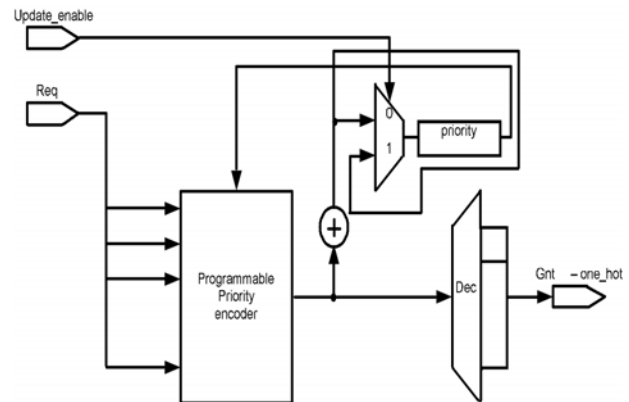 Update_enable
Req
0
1
priority
+
Programmable
Priority
encoder
Dec
Gnt – one_hot